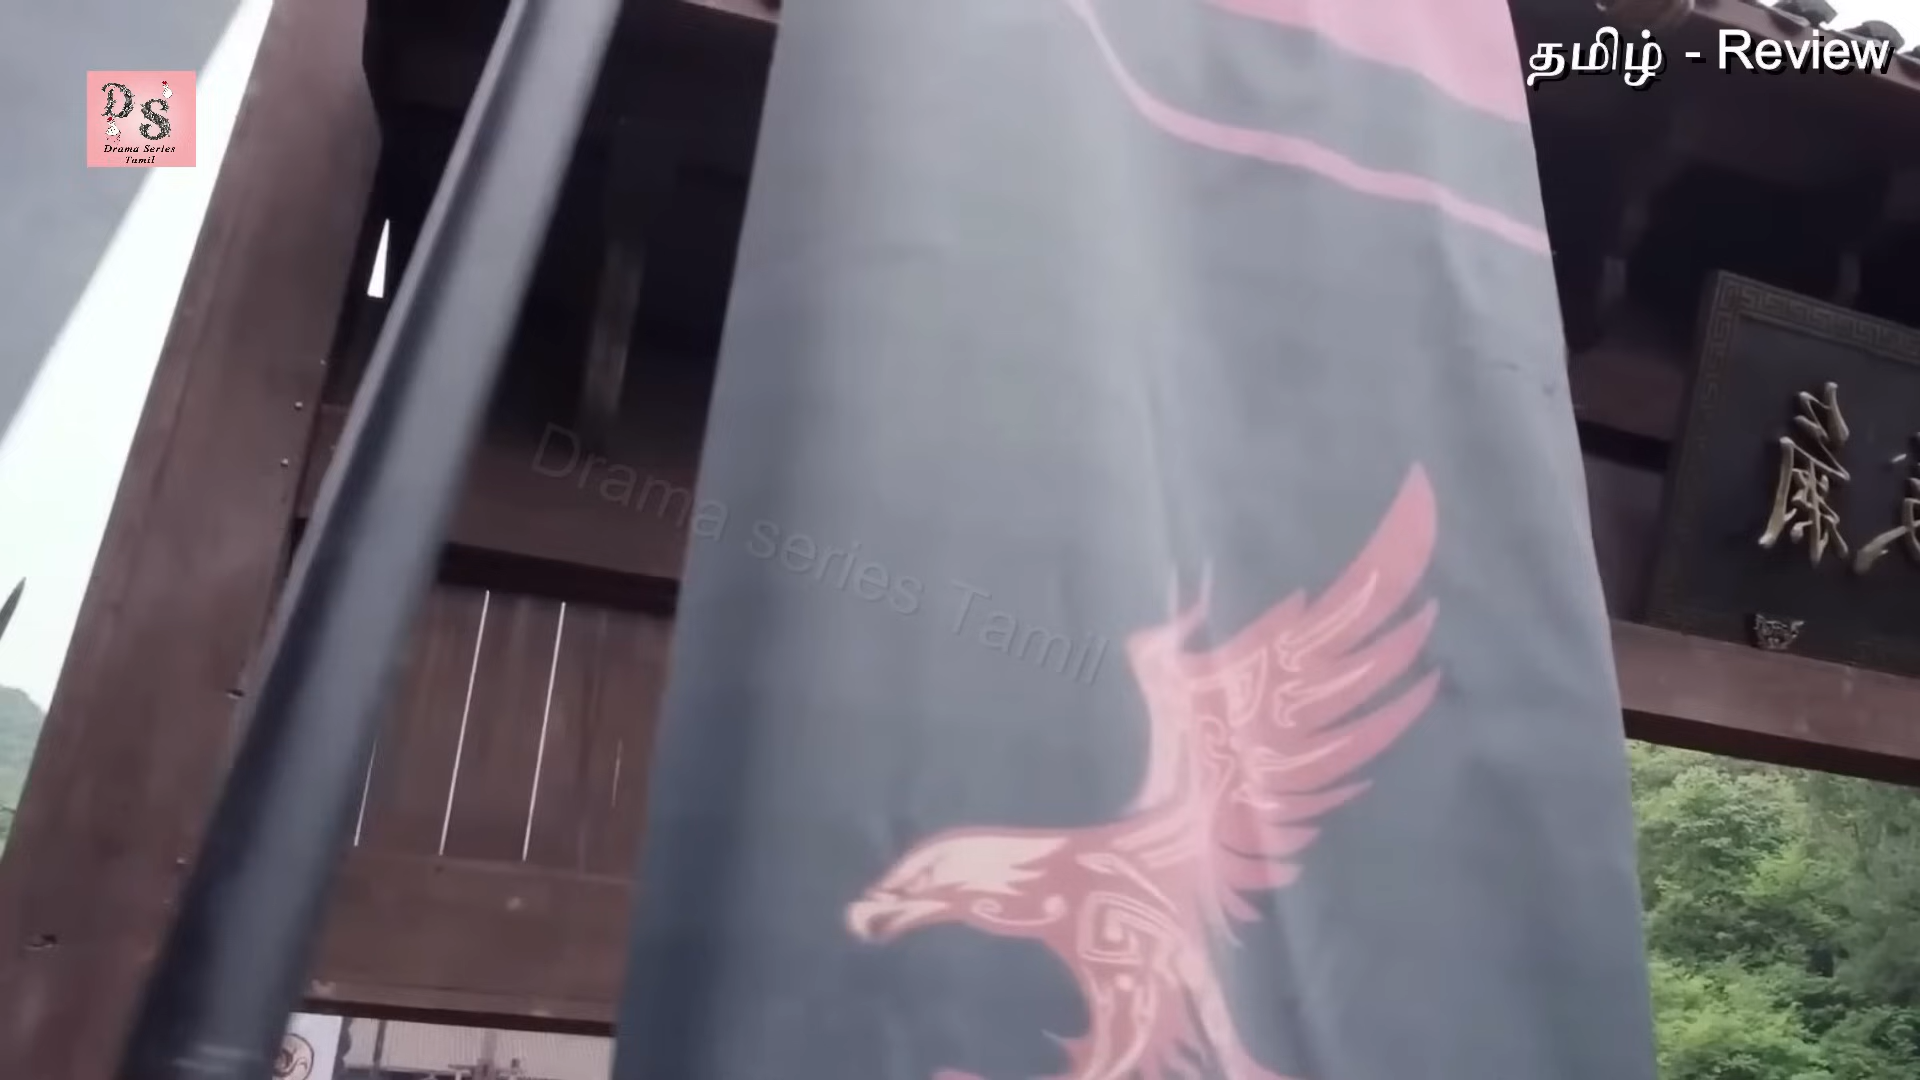 தமிழ் - Review
DS
Drama Series
Tamil
Drama series Tamil